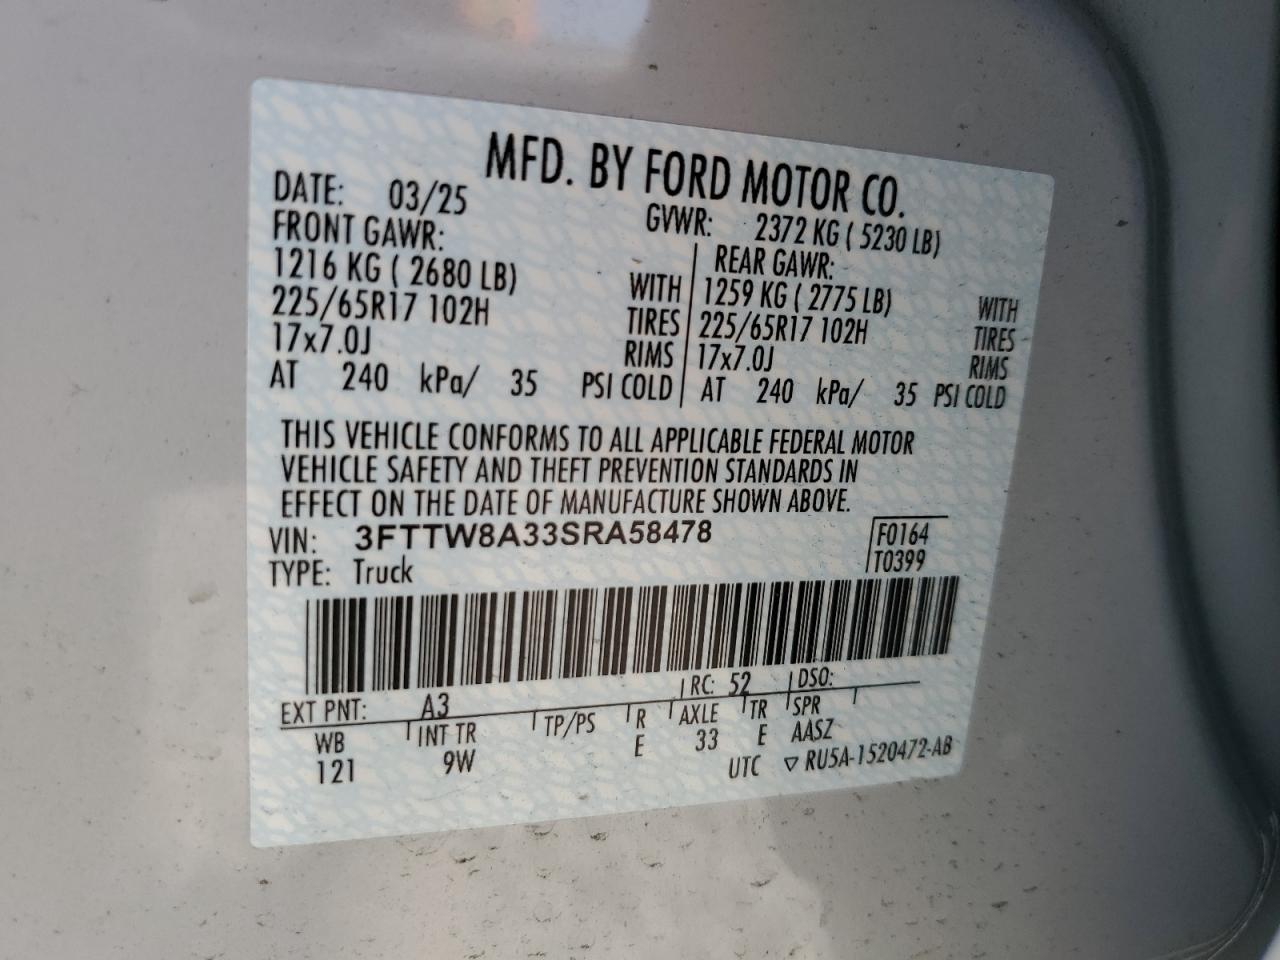 MFD. BY FORD MOTOR CO.
DATE: 03/25 GVWR: 2372 KG ( 5230 LB)
FRONT GAWR: REAR GAWR:
1216 KG ( 2680 LB) WITH 1259 KG ( 2775 LB) WITH
225/65R17 102H TIRES 225/65R17 102H TIRES
17x7.0J RIMS 17x7.0J RIMS
AT 240 kPa/ 35 PSI COLD AT 240 kPa/ 35 PSI COLD
THIS VEHICLE CONFORMS TO ALL APPLICABLE FEDERAL MOTOR
VEHICLE SAFETY AND THEFT PREVENTION STANDARDS IN
EFFECT ON THE DATE OF MANUFACTURE SHOWN ABOVE.
VIN: 3FTTW8A33SRA58478 F0164
TYPE: Truck T0399
EXT PNT: A3 RC: 52 DSO:
WB INT TR TP/PS R AXLE TR SPR
121 9W E 33 E AASZ
UTC ▽ RU5A-1520472-AB